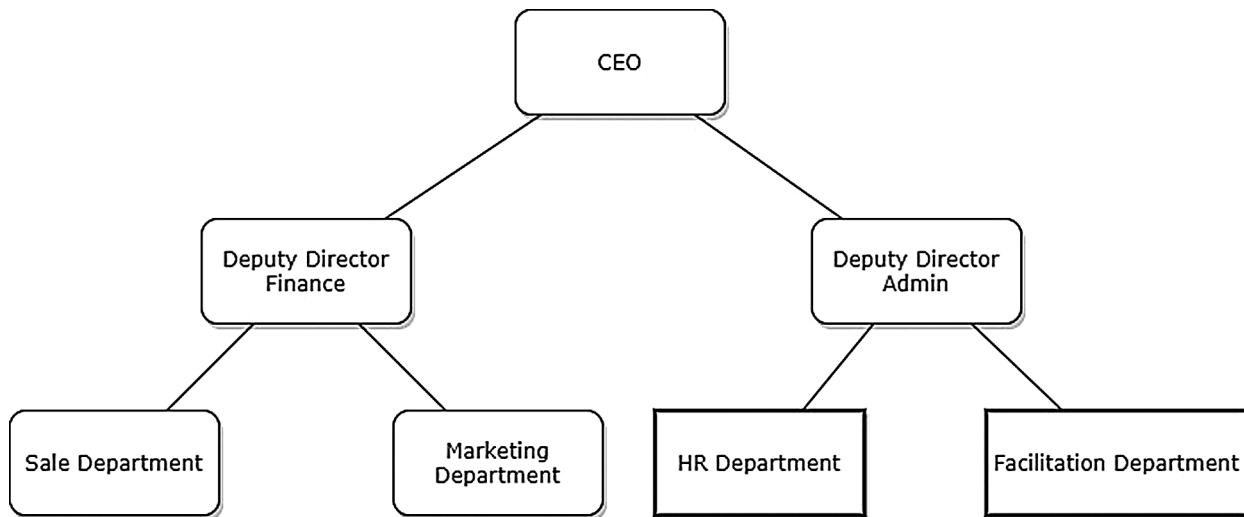 CEO
Deputy Director
Finance
Deputy Director
Admin
Sale Department
Marketing
Department
HR Department
Facilitation Department